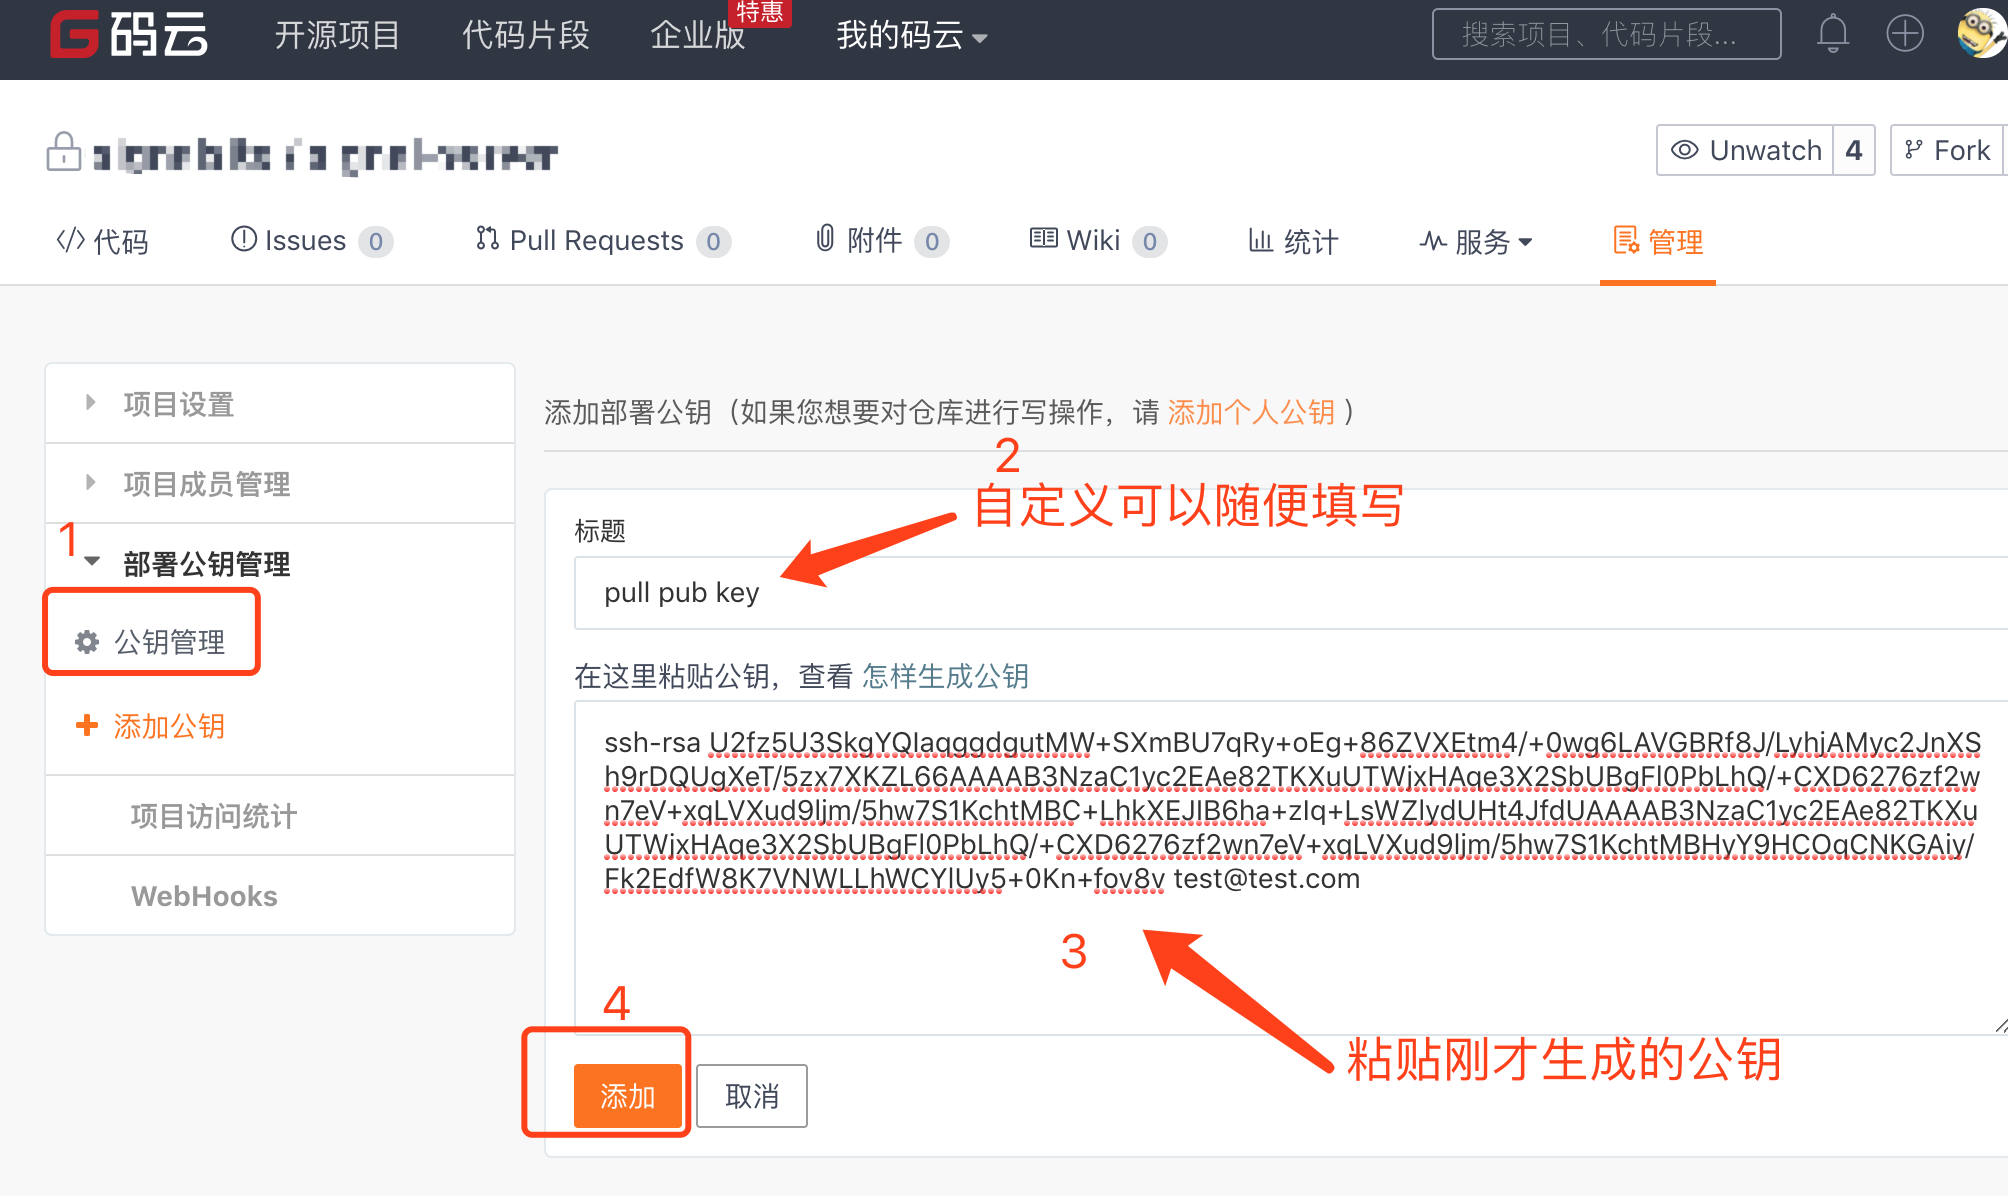 码云 开源项目 代码片段 企业版 特惠 我的码云 搜索项目、代码片段...
Unwatch 4 Fork
代码 Issues 0 Pull Requests 0 附件 0 Wiki 0 统计 服务 管理
项目设置
项目成员管理
1
部署公钥管理
公钥管理
添加公钥
项目访问统计
WebHooks
添加部署公钥（如果您想要对仓库进行写操作，请 添加个人公钥 ）
2
自定义可以随便填写
标题
pull pub key
在这里粘贴公钥，查看 怎样生成公钥
ssh-rsa U2fz5U3SkgYQIaqggdgutMW+SXmBU7qRy+oEg+86ZVXEtm4/+0wg6LAVGBRf8J/LyhjAMyc2JnXS
h9rDQUgXeT/5zx7XKZL66AAAAB3NzaC1yc2EAe82TKXuUTWjxHAqe3X2SbUBgFl0PbLhQ/+CXD6276zf2w
n7eV+xqLVXud9ljm/5hw7S1KchtMBC+LhkXEJIB6ha+zIq+LsWZlydUHt4JfdUAAAAB3NzaC1yc2EAe82TKXu
UTWjxHAqe3X2SbUBgFl0PbLhQ/+CXD6276zf2wn7eV+xqLVXud9ljm/5hw7S1KchtMBHyY9HCOqCNKGAiy/
Fk2EdfW8K7VNWLLhWCYlUy5+0Kn+fov8v test@test.com
3
粘贴刚才生成的公钥
4
添加 取消